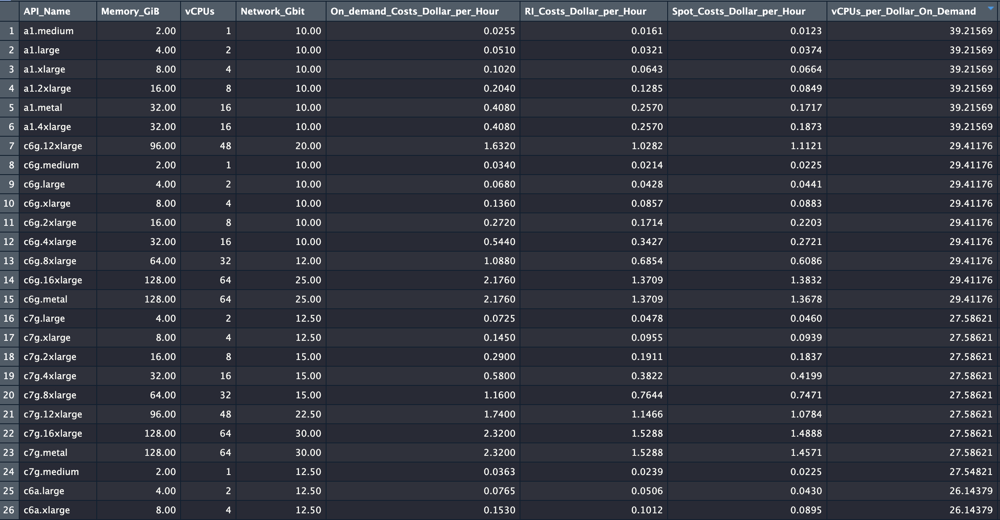 API_Name Memory_GiB vCPUs Network_Gbit On_demand_Costs_Dollar_per_Hour RI_Costs_Dollar_per_Hour Spot_Costs_Dollar_per_Hour vCPUs_per_Dollar_On_Demand
1 a1.medium 2.00 1 10.00 0.0255 0.0161 0.0123 39.21569
2 a1.large 4.00 2 10.00 0.0510 0.0321 0.0374 39.21569
3 a1.xlarge 8.00 4 10.00 0.1020 0.0643 0.0664 39.21569
4 a1.2xlarge 16.00 8 10.00 0.2040 0.1285 0.0849 39.21569
5 a1.metal 32.00 16 10.00 0.4080 0.2570 0.1717 39.21569
6 a1.4xlarge 32.00 16 10.00 0.4080 0.2570 0.1873 39.21569
7 c6g.12xlarge 96.00 48 20.00 1.6320 1.0282 1.1121 29.41176
8 c6g.medium 2.00 1 10.00 0.0340 0.0214 0.0225 29.41176
9 c6g.large 4.00 2 10.00 0.0680 0.0428 0.0441 29.41176
10 c6g.xlarge 8.00 4 10.00 0.1360 0.0857 0.0883 29.41176
11 c6g.2xlarge 16.00 8 10.00 0.2720 0.1714 0.2203 29.41176
12 c6g.4xlarge 32.00 16 10.00 0.5440 0.3427 0.2721 29.41176
13 c6g.8xlarge 64.00 32 12.00 1.0880 0.6854 0.6086 29.41176
14 c6g.16xlarge 128.00 64 25.00 2.1760 1.3709 1.3832 29.41176
15 c6g.metal 128.00 64 25.00 2.1760 1.3709 1.3678 29.41176
16 c7g.large 4.00 2 12.50 0.0725 0.0478 0.0460 27.58621
17 c7g.xlarge 8.00 4 12.50 0.1450 0.0955 0.0939 27.58621
18 c7g.2xlarge 16.00 8 15.00 0.2900 0.1911 0.1837 27.58621
19 c7g.4xlarge 32.00 16 15.00 0.5800 0.3822 0.4199 27.58621
20 c7g.8xlarge 64.00 32 15.00 1.1600 0.7644 0.7471 27.58621
21 c7g.12xlarge 96.00 48 22.50 1.7400 1.1466 1.0784 27.58621
22 c7g.16xlarge 128.00 64 30.00 2.3200 1.5288 1.4888 27.58621
23 c7g.metal 128.00 64 30.00 2.3200 1.5288 1.4571 27.58621
24 c7g.medium 2.00 1 12.50 0.0363 0.0239 0.0225 27.54821
25 c6a.large 4.00 2 12.50 0.0765 0.0506 0.0430 26.14379
26 c6a.xlarge 8.00 4 12.50 0.1530 0.1012 0.0895 26.14379